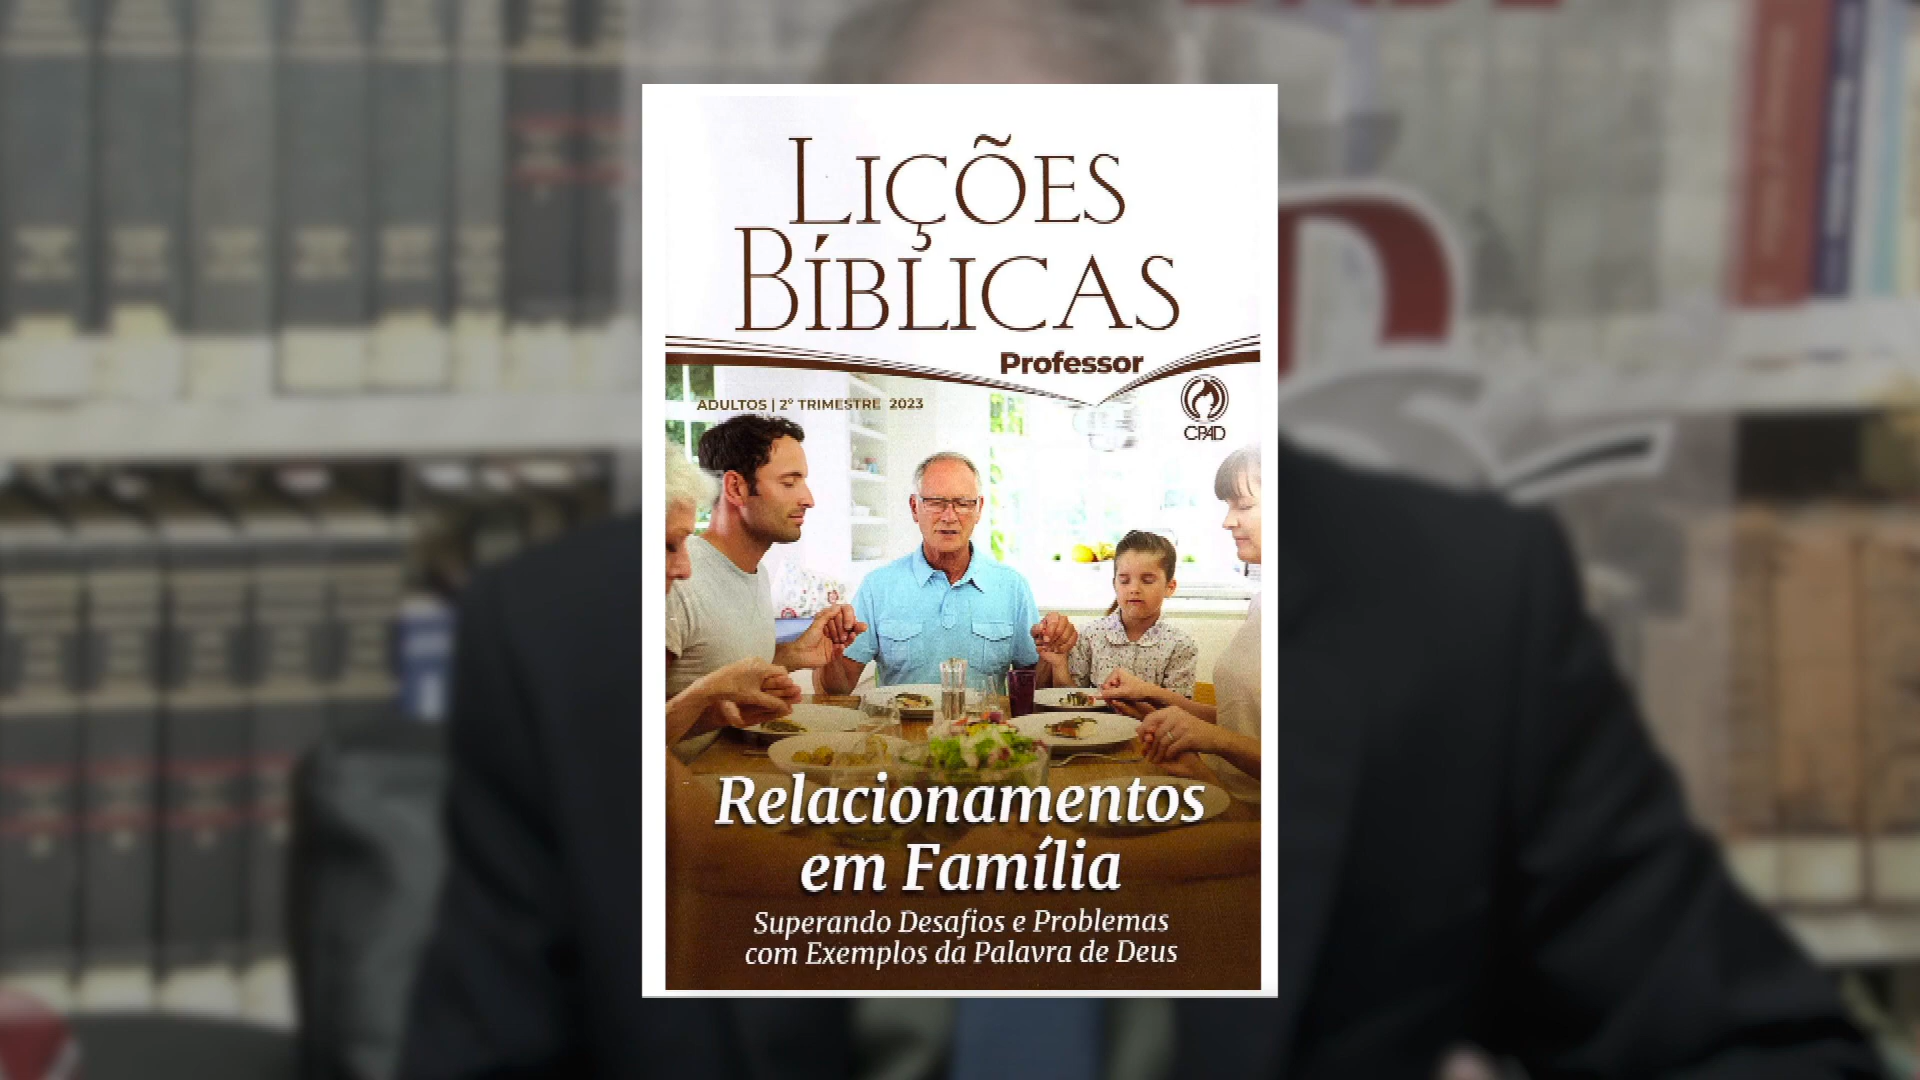 LIÇÕES
BÍBLICAS
Professor
ADULTOS | 2º TRIMESTRE 2023
CPAD
Relacionamentos
em Família
Superando Desafios e Problemas
com Exemplos da Palavra de Deus